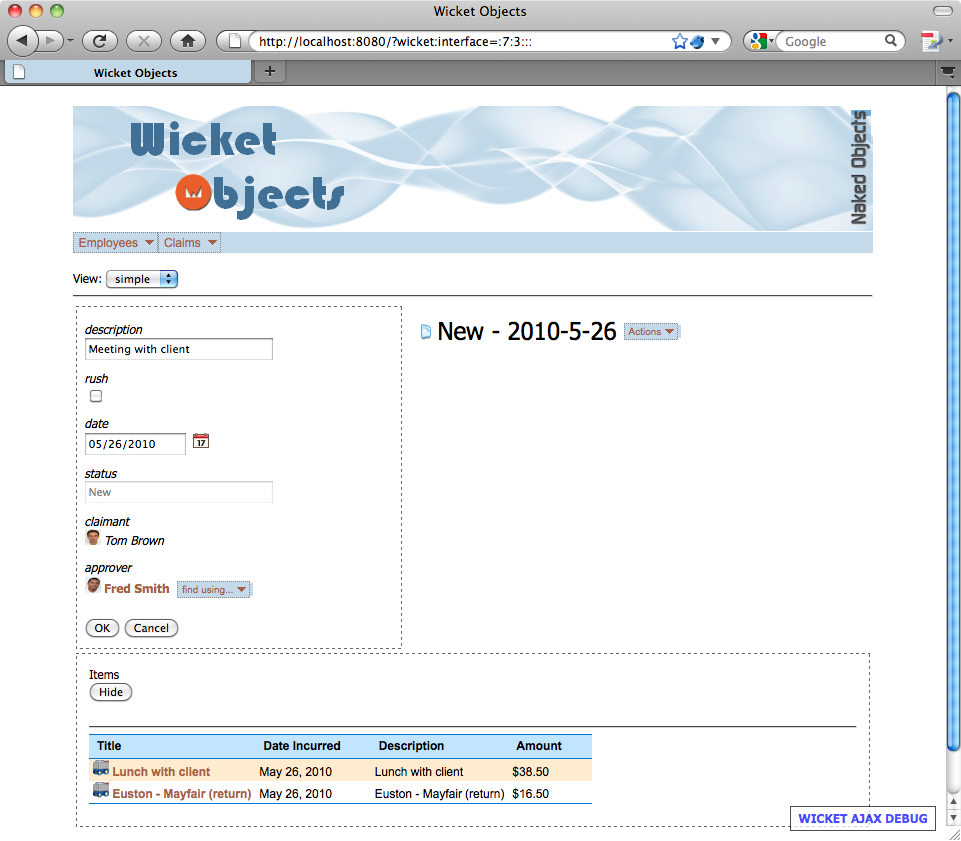 Wicket Objects
http://localhost:8080/?wicket:interface=:7:3:::
Google
Wicket Objects
+
Wicket
Objects
Naked Objects
Employees Claims
View: simple
description
Meeting with client
rush
date
05/26/2010
17
status
New
claimant
Tom Brown
approver
Fred Smith find using...
OK Cancel
New - 2010-5-26 Actions
Items
Hide
Title Date Incurred Description Amount
Lunch with client May 26, 2010 Lunch with client $38.50
Euston - Mayfair (return) May 26, 2010 Euston - Mayfair (return) $16.50
WICKET AJAX DEBUG